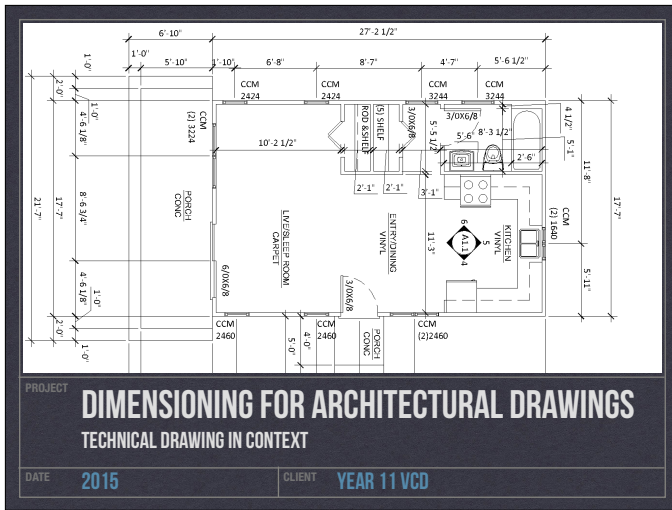 6'-10"
27'-2 1/2"
1'-0"
5'-10"
1'-10"
6'-8"
8'-7"
4'-7"
5'-6 1/2"
1'-0"
2'-0"
1'-0"
4'-6 1/8"
8'-6 3/4"
4'-6 1/8"
1'-0"
2'-0"
1'-0"
17'-7"
21'-7"
CCM
2424
CCM
2424
CCM
3244
CCM
3244
CCM
(2) 3224
ROD &SHELF
(5) SHELF
3/0X6/8
5'-5 1/2"
3/0X6/8
8'-3 1/2"
5'-6"
2'-6"
4 1/2"
5'-1"
11'-8"
17'-7"
10'-2 1/2"
2'-1"
2'-1"
3'-1"
PORCH
CONC
LIVE/SLEEP ROOM
CARPET
ENTRY/DINING
VINYL
11'-3"
KITCHEN
VINYL
6
5
A1.1
4
CCM
(2) 1640
5'-11"
6/0X6/8
3/0X6/8
CCM
2460
CCM
2460
CCM
(2)2460
5'-0"
4'-0"
PORCH
CONC
PROJECT
DIMENSIONING FOR ARCHITECTURAL DRAWINGS
TECHNICAL DRAWING IN CONTEXT
DATE
2015
CLIENT
YEAR 11 VCD